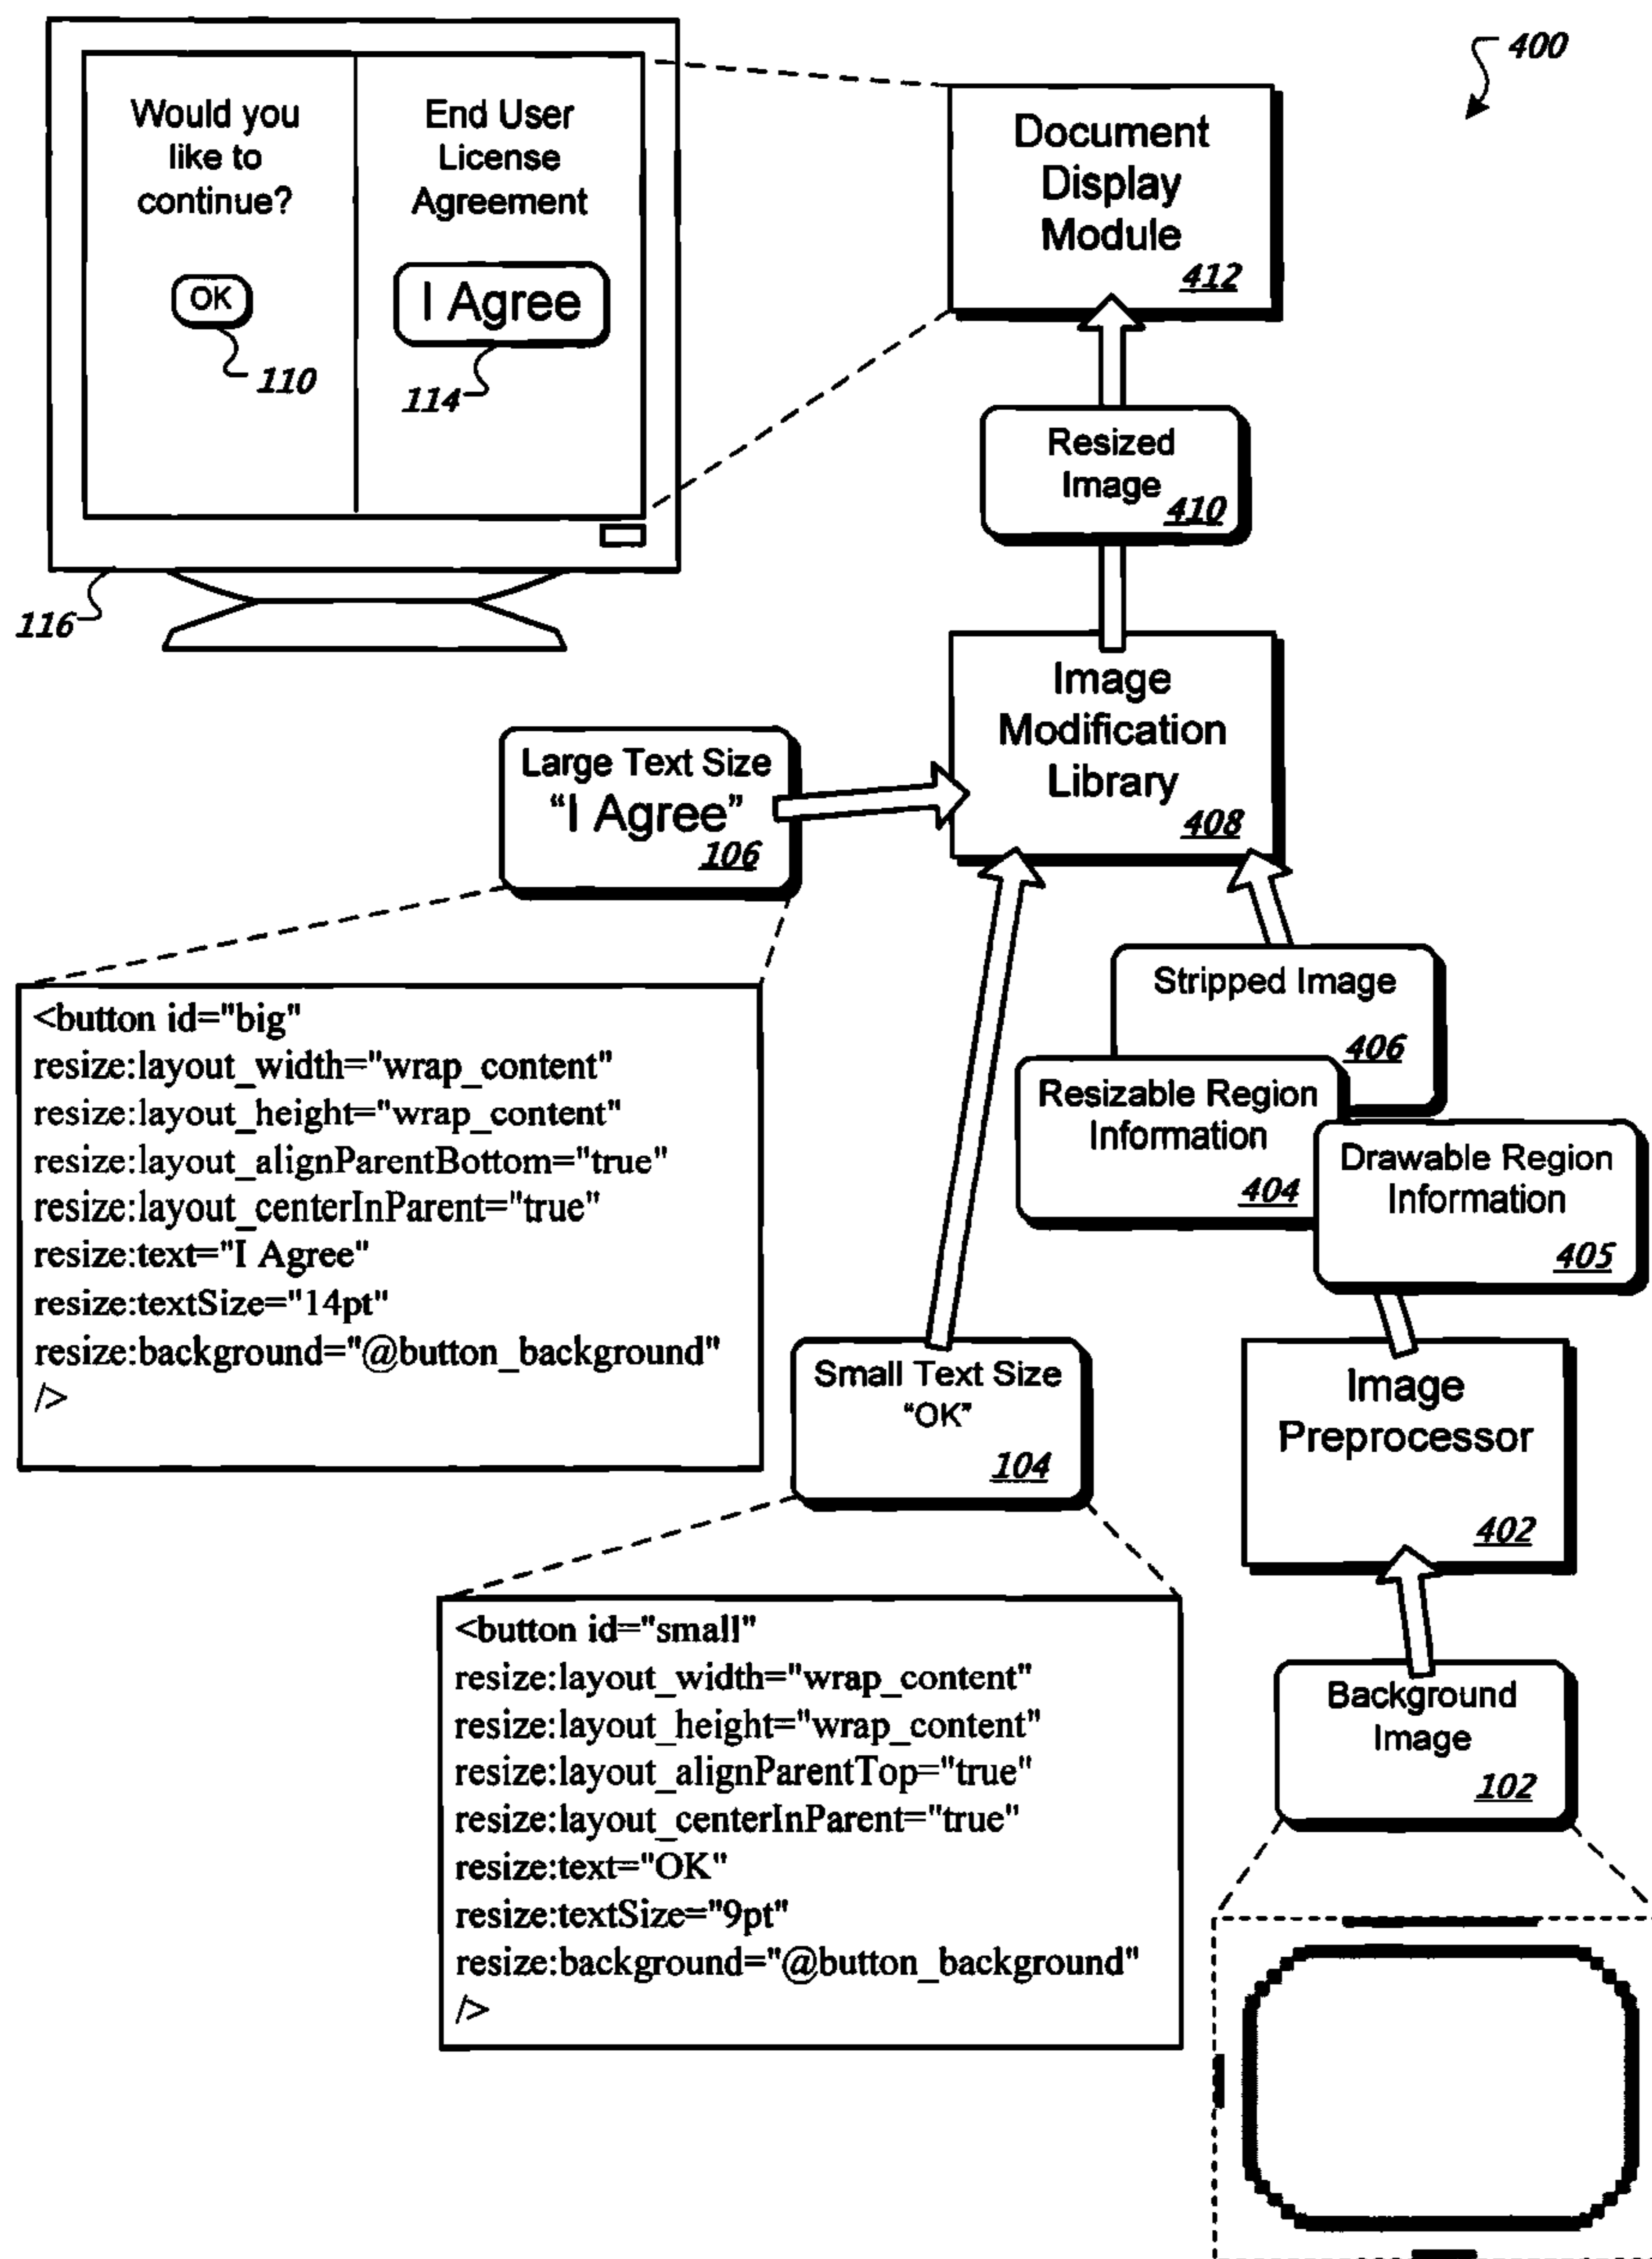 400
Would you
like to
continue?
OK
110
End User
License
Agreement
I Agree
114
116
Document
Display
Module
412
Resized
Image
410
Image
Modification
Library
408
Large Text Size
“I Agree”
106
<button id="big"
resize:layout_width="wrap_content"
resize:layout_height="wrap_content"
resize:layout_alignParentBottom="true"
resize:layout_centerInParent="true"
resize:text="I Agree"
resize:textSize="14pt"
resize:background="@button_background"
/>
Stripped Image
406
Resizable Region
Information
404
Drawable Region
Information
405
Small Text Size
“OK”
104
Image
Preprocessor
402
<button id="small"
resize:layout_width="wrap_content"
resize:layout_height="wrap_content"
resize:layout_alignParentTop="true"
resize:layout_centerInParent="true"
resize:text="OK"
resize:textSize="9pt"
resize:background="@button_background"
/>
Background
Image
102